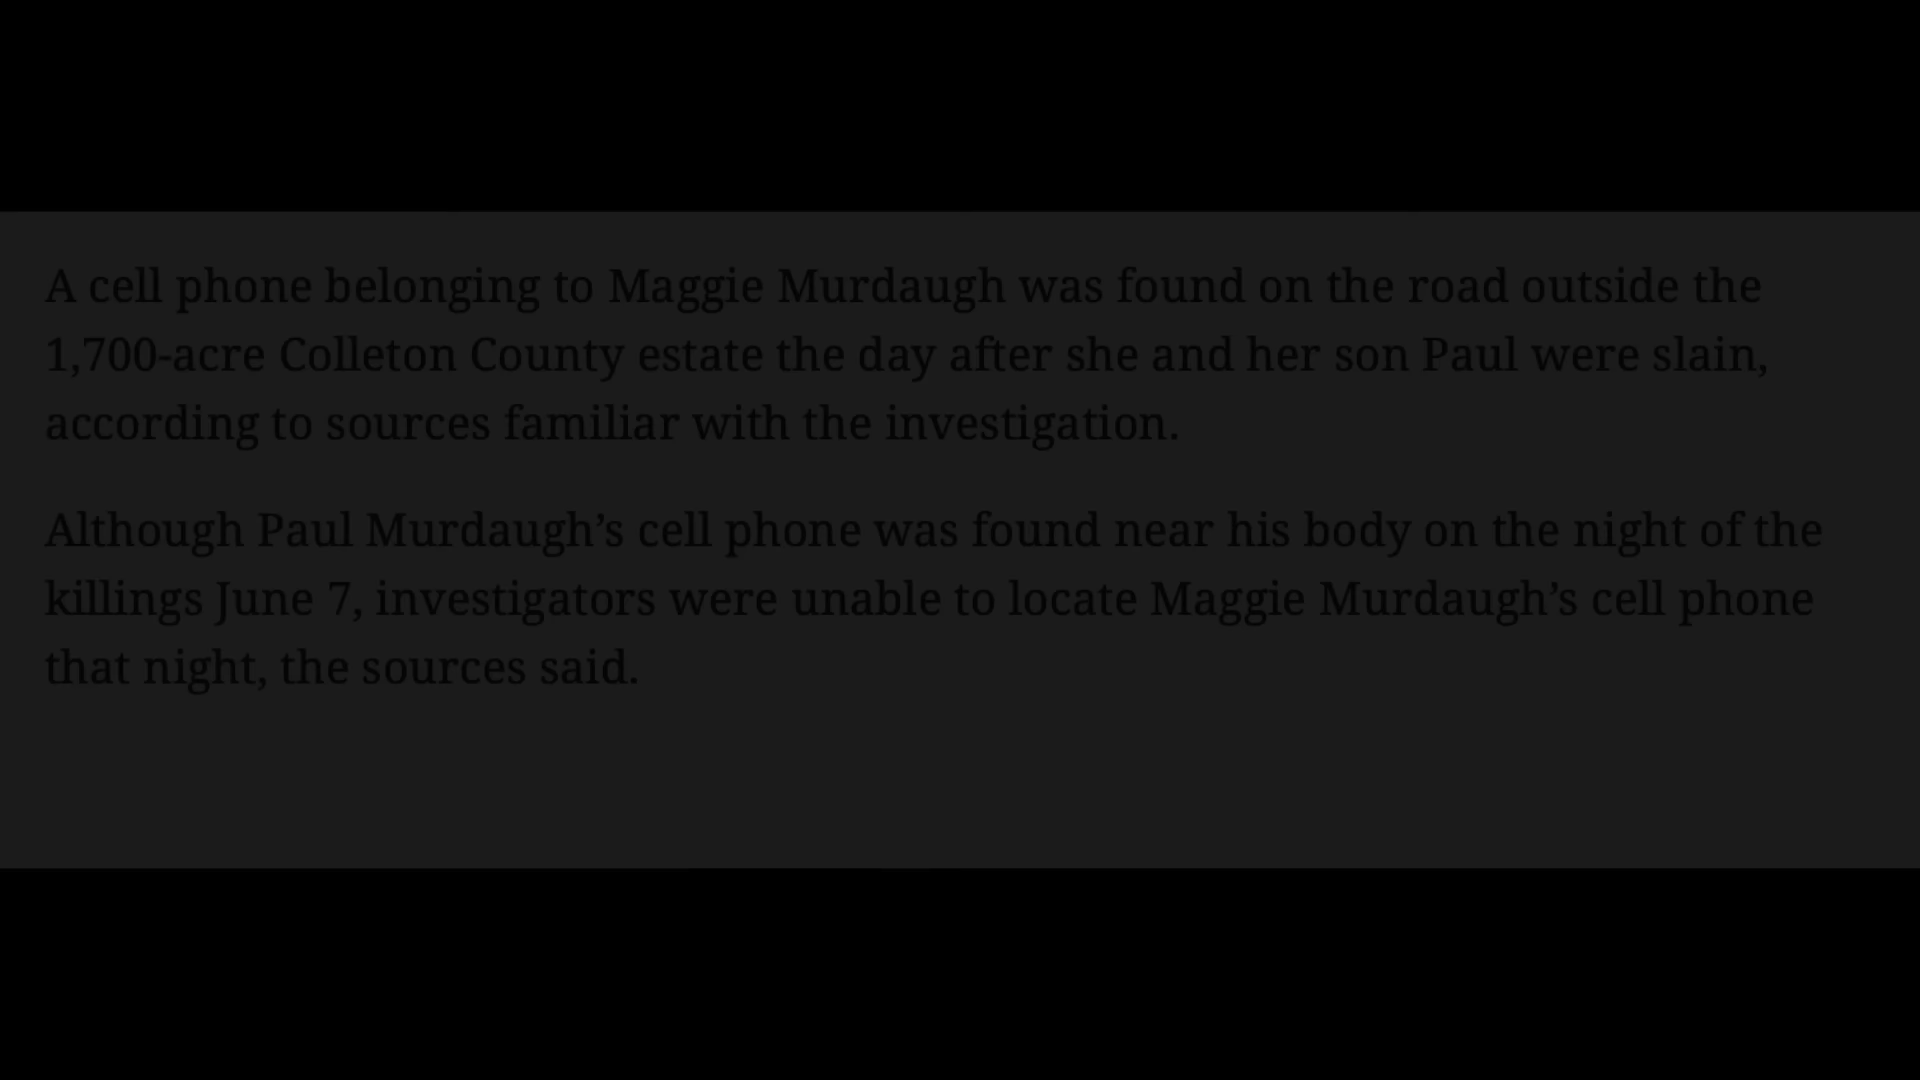 A cell phone belonging to Maggie Murdaugh was found on the road outside the
1,700-acre Colleton County estate the day after she and her son Paul were slain,
according to sources familiar with the investigation.
Although Paul Murdaugh’s cell phone was found near his body on the night of the
killings June 7, investigators were unable to locate Maggie Murdaugh’s cell phone
that night, the sources said.